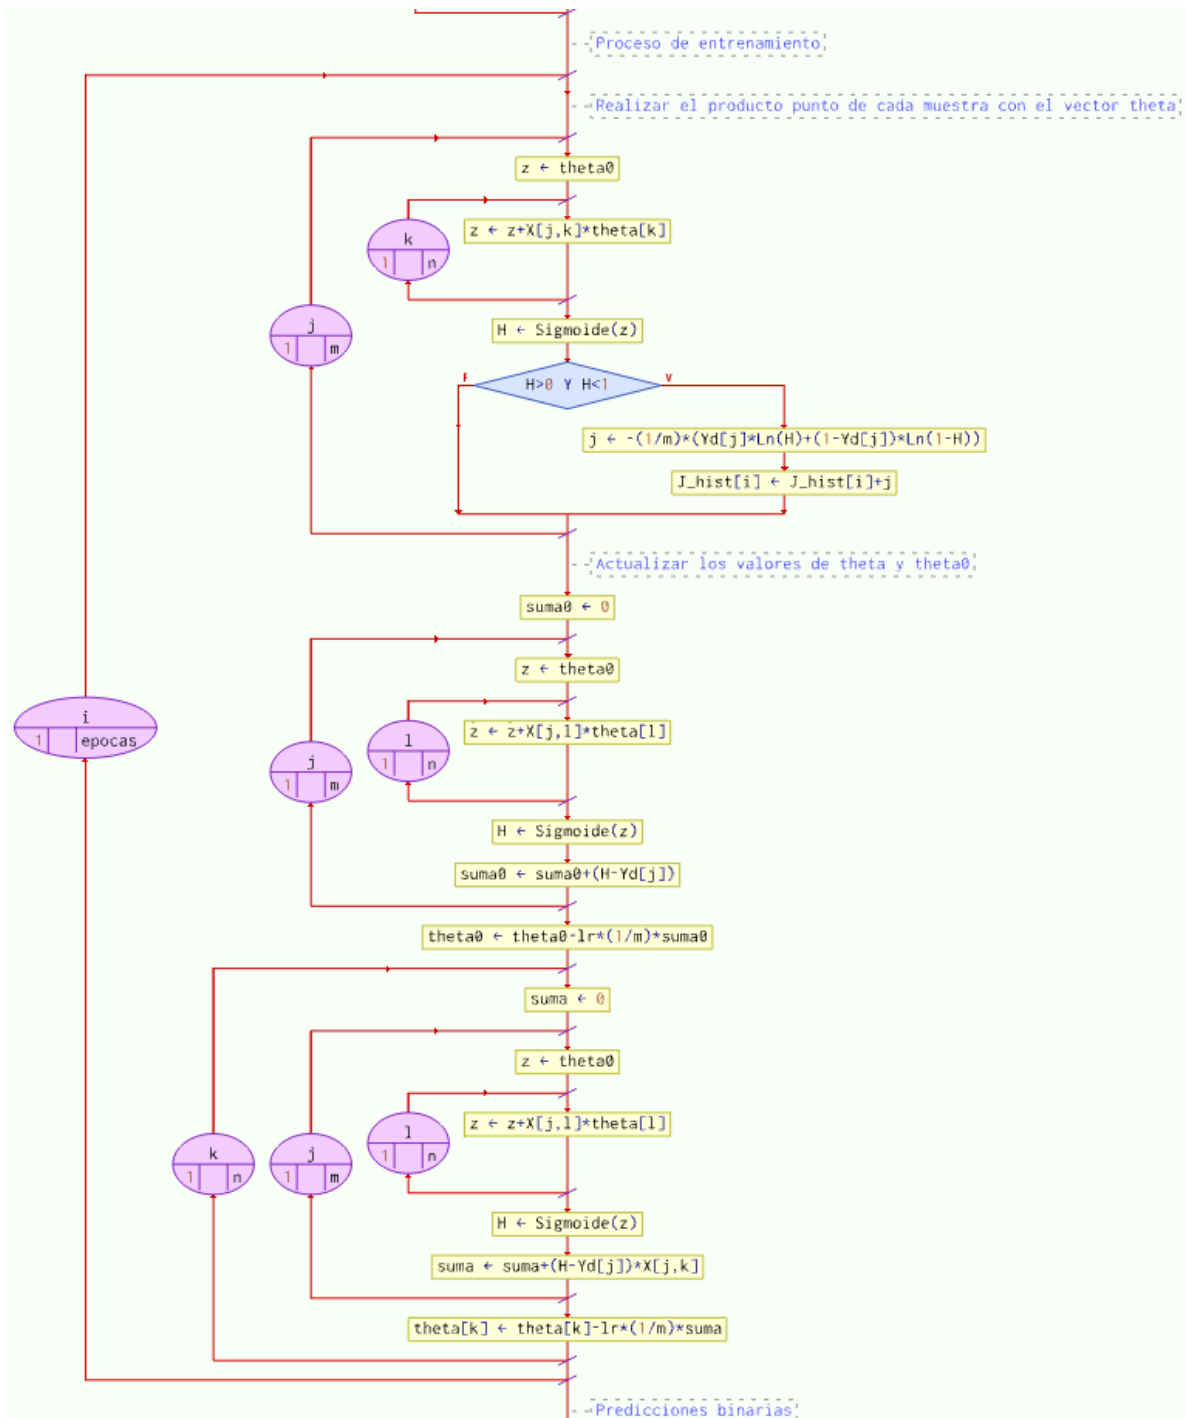 Proceso de entrenamiento
Realizar el producto punto de cada muestra con el vector theta
z ← theta0
k
1 n
z ← z+X[j,k]*theta[k]
H ← Sigmoide(z)
j
1 m
F
H>0 Y H<1
V
j ← -(1/m)*(Yd[j]*Ln(H)+(1-Yd[j])*Ln(1-H))
J_hist[i] ← J_hist[i]+j
Actualizar los valores de theta y theta0
suma0 ← 0
z ← theta0
i
1 epocas
l
1 n
z ← z+X[j,l]*theta[l]
j
1 m
H ← Sigmoide(z)
suma0 ← suma0+(H-Yd[j])
theta0 ← theta0-lr*(1/m)*suma0
suma ← 0
z ← theta0
l
1 n
z ← z+X[j,l]*theta[l]
k
1 n
j
1 m
H ← Sigmoide(z)
suma ← suma+(H-Yd[j])*X[j,k]
theta[k] ← theta[k]-lr*(1/m)*suma
Predicciones binarias